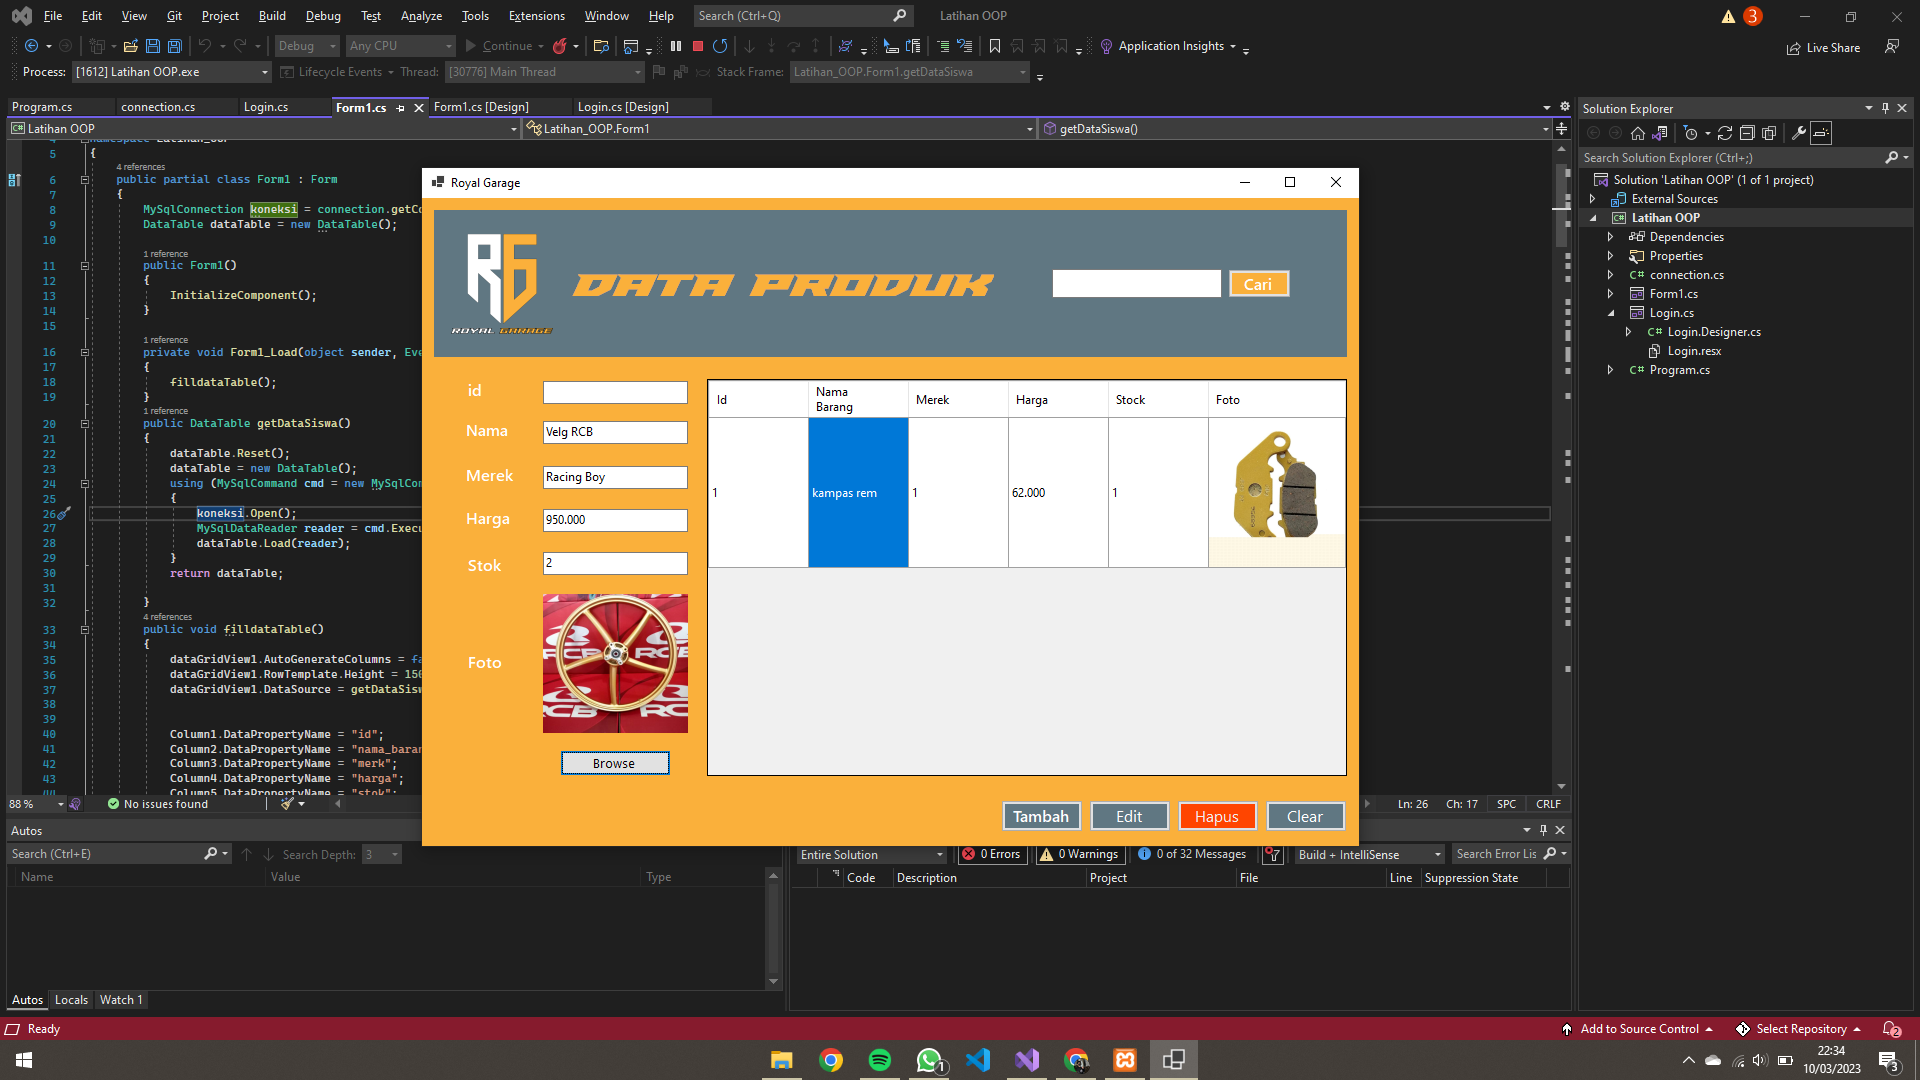 File Edit View Git Project Build Debug Test Analyze Tools Extensions Window Help Search (Ctrl+Q) Latihan OOP 3
Debug Any CPU Continue Application Insights Live Share
Process: [1612] Latihan OOP.exe Lifecycle Events Thread: [30776] Main Thread Stack Frame: Latihan_OOP.Form1.getDataSiswa
Program.cs connection.cs Login.cs Form1.cs Form1.cs [Design] Login.cs [Design]
Latihan OOP Latihan_OOP.Form1 getDataSiswa()
5 {
4 references
6 public partial class Form1 : Form
7 {
8 MySqlConnection koneksi = connection.getCo
9 DataTable dataTable = new DataTable();
10
1 reference
11 public Form1()
12 {
13 InitializeComponent();
14 }
15
1 reference
16 private void Form1_Load(object sender, Eve
17 {
18 filldataTable();
19 }
1 reference
20 public DataTable getDataSiswa()
21 {
22 dataTable.Reset();
23 dataTable = new DataTable();
24 using (MySqlCommand cmd = new MySqlCon
25 {
26 koneksi.Open();
27 MySqlDataReader reader = cmd.Execu
28 dataTable.Load(reader);
29 }
30 return dataTable;
31
32 }
4 references
33 public void filldataTable()
34 {
35 dataGridView1.AutoGenerateColumns = fa
36 dataGridView1.RowTemplate.Height = 150
37 dataGridView1.DataSource = getDataSisw
38
39
40 Column1.DataPropertyName = "id";
41 Column2.DataPropertyName = "nama_baran
42 Column3.DataPropertyName = "merk";
43 Column4.DataPropertyName = "harga";
44 Column5.DataPropertyName = "stok";
88 % No issues found Ln: 26 Ch: 17 SPC CRLF
Royal Garage
RG
ROYAL GARAGE
DATA PRODUK
Cari
id
Nama Velg RCB
Merek Racing Boy
Harga 950.000
Stok 2
Foto
RCB
RCB
RCB
Browse
Id Nama Barang Merek Harga Stock Foto
1 kampas rem 1 62.000 1
Tambah Edit Hapus Clear
Solution Explorer
Search Solution Explorer (Ctrl+;)
Solution 'Latihan OOP' (1 of 1 project)
External Sources
Latihan OOP
Dependencies
Properties
connection.cs
Form1.cs
Login.cs
Login.Designer.cs
Login.resx
Program.cs
Autos
Search (Ctrl+E) Search Depth: 3
Name Value Type
Autos Locals Watch 1
Entire Solution 0 Errors 0 Warnings 0 of 32 Messages Build + IntelliSense Search Error Lis
Code Description Project File Line Suppression State
Ready Add to Source Control Select Repository 2
1
22:34
10/03/2023
3